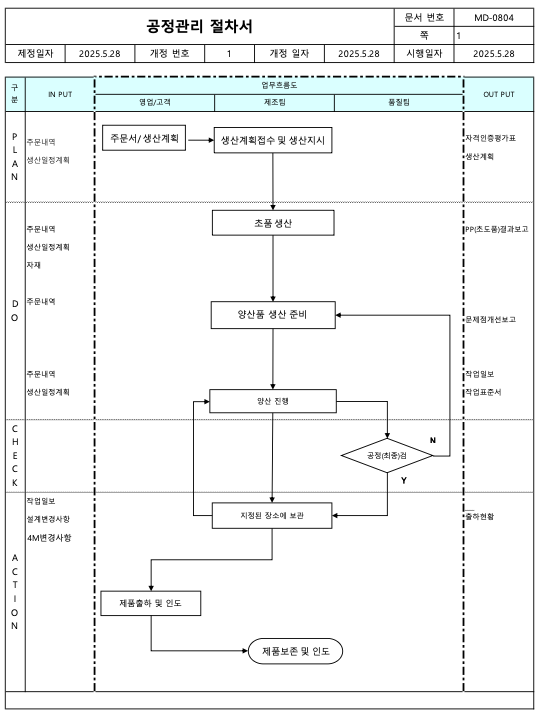 공정관리 절차서
문서 번호 MD-0804
쪽 1
제정일자 2025.5.28 개정 번호 1 개정 일자 2025.5.28 시행일자 2025.5.28
구분 IN PUT 업무흐름도 OUT PUT
영업/고객 제조팀 품질팀
PLAN
주문내역
생산일정계획
주문서/생산계획
생산계획접수 및 생산지시
자격인증평가표
생산계획
DO
주문내역
생산일정계획
자재
초품 생산
PP(초도품)결과보고
주문내역
양산품 생산 준비
문제점개선보고
주문내역
생산일정계획
양산 진행
작업일보
작업표준서
CHECK
공정(최종)검
N
Y
ACTION
작업일보
설계변경사항
4M변경사항
지정된 장소에 보관
출하현황
제품출하 및 인도
제품보존 및 인도